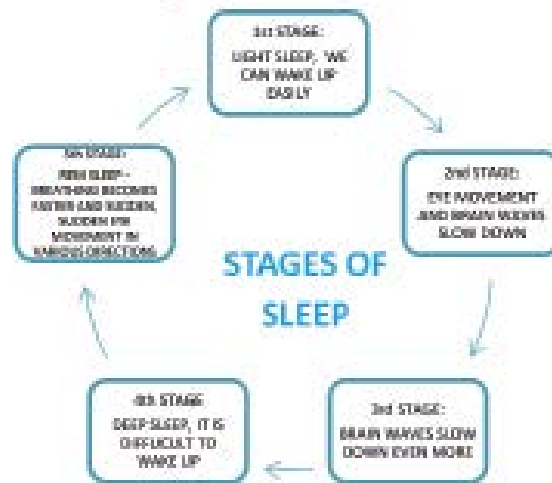 1st STAGE:
LIGHT SLEEP, WE
CAN WAKE UP
EASILY
2nd STAGE:
EYE MOVEMENT
AND BRAIN WAVES
SLOW DOWN
3rd STAGE:
BRAIN WAVES SLOW
DOWN EVEN MORE
4th STAGE
DEEP SLEEP, IT IS
DIFFUCULT TO
WAKE UP
5th STAGE:
REM SLEEP -
BREATHING BECOMES
FASTER AND SUDDEN,
SUDDEN EYE
MOVEMENT IN
VARIOUS DIRECTIONS
STAGES OF
SLEEP